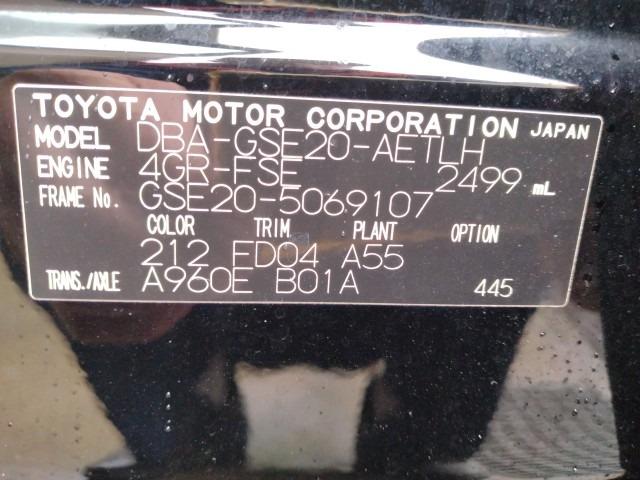 TOYOTA MOTOR CORPORATION JAPAN
MODEL DBA-GSE20-AETLH
ENGINE 4GR-FSE 2499 mL
FRAME No. GSE20-5069107
COLOR TRIM PLANT OPTION
212 FD04 A55
TRANS./AXLE A960E B01A 445